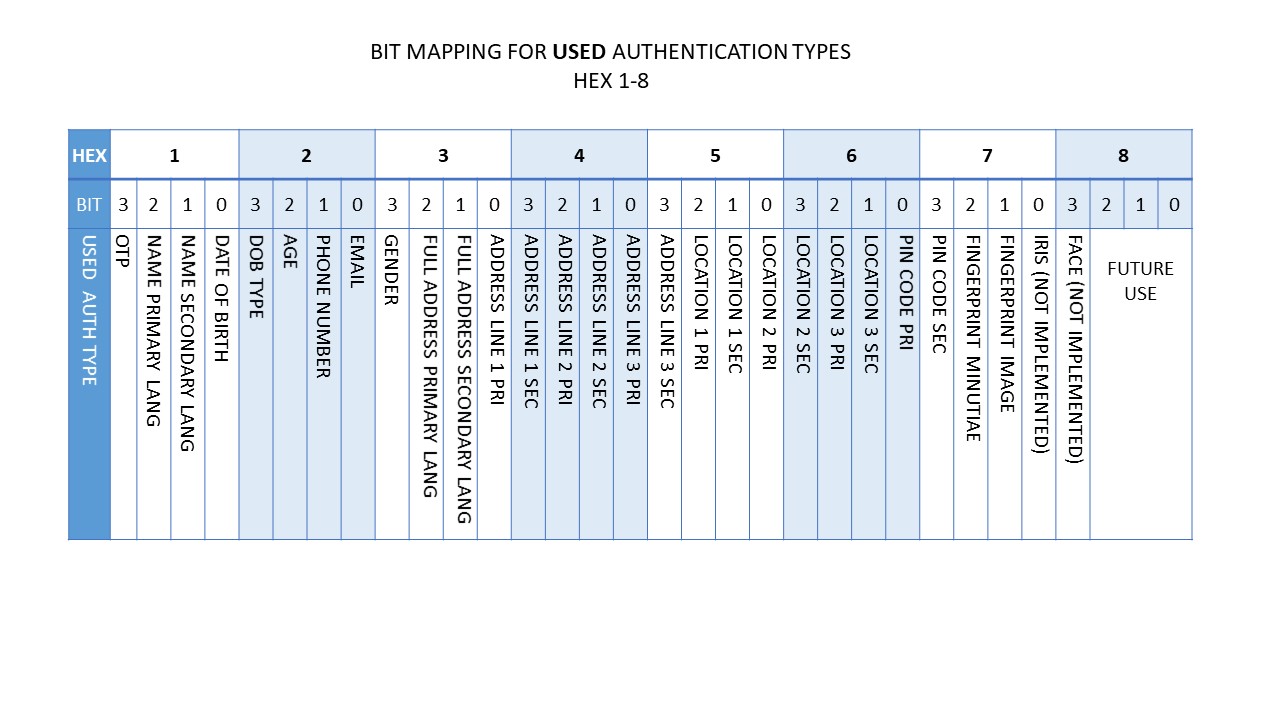 BIT MAPPING FOR USED AUTHENTICATION TYPES
HEX 1-8
HEX 1 2 3 4 5 6 7 8
BIT 3 2 1 0 3 2 1 0 3 2 1 0 3 2 1 0 3 2 1 0 3 2 1 0 3 2 1 0 3 2 1 0
USED AUTH TYPE
OTP
NAME PRIMARY LANG
NAME SECONDARY LANG
DATE OF BIRTH
DOB TYPE
AGE
PHONE NUMBER
EMAIL
GENDER
FULL ADDRESS PRIMARY LANG
FULL ADDRESS SECONDARY LANG
ADDRESS LINE 1 PRI
ADDRESS LINE 1 SEC
ADDRESS LINE 2 PRI
ADDRESS LINE 2 SEC
ADDRESS LINE 3 PRI
ADDRESS LINE 3 SEC
LOCATION 1 PRI
LOCATION 1 SEC
LOCATION 2 PRI
LOCATION 2 SEC
LOCATION 3 PRI
LOCATION 3 SEC
PIN CODE PRI
PIN CODE SEC
FINGERPRINT MINUTIAE
FINGERPRINT IMAGE
IRIS (NOT IMPLEMENTED)
FACE (NOT IMPLEMENTED)
FUTURE
USE